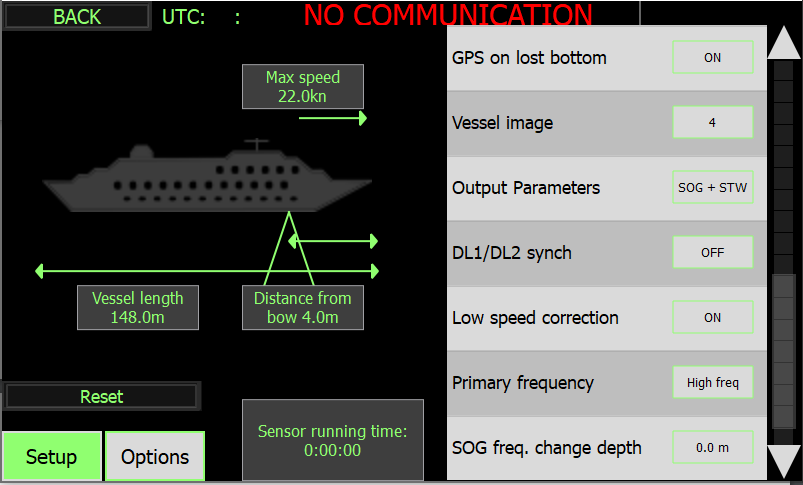 BACK
UTC: :
NO COMMUNICATION
Max speed
22.0kn
Vessel length
148.0m
Distance from
bow 4.0m
Reset
Sensor running time:
0:00:00
Setup
Options
GPS on lost bottom
ON
Vessel image
4
Output Parameters
SOG + STW
DL1/DL2 synch
OFF
Low speed correction
ON
Primary frequency
High freq
SOG freq. change depth
0.0 m